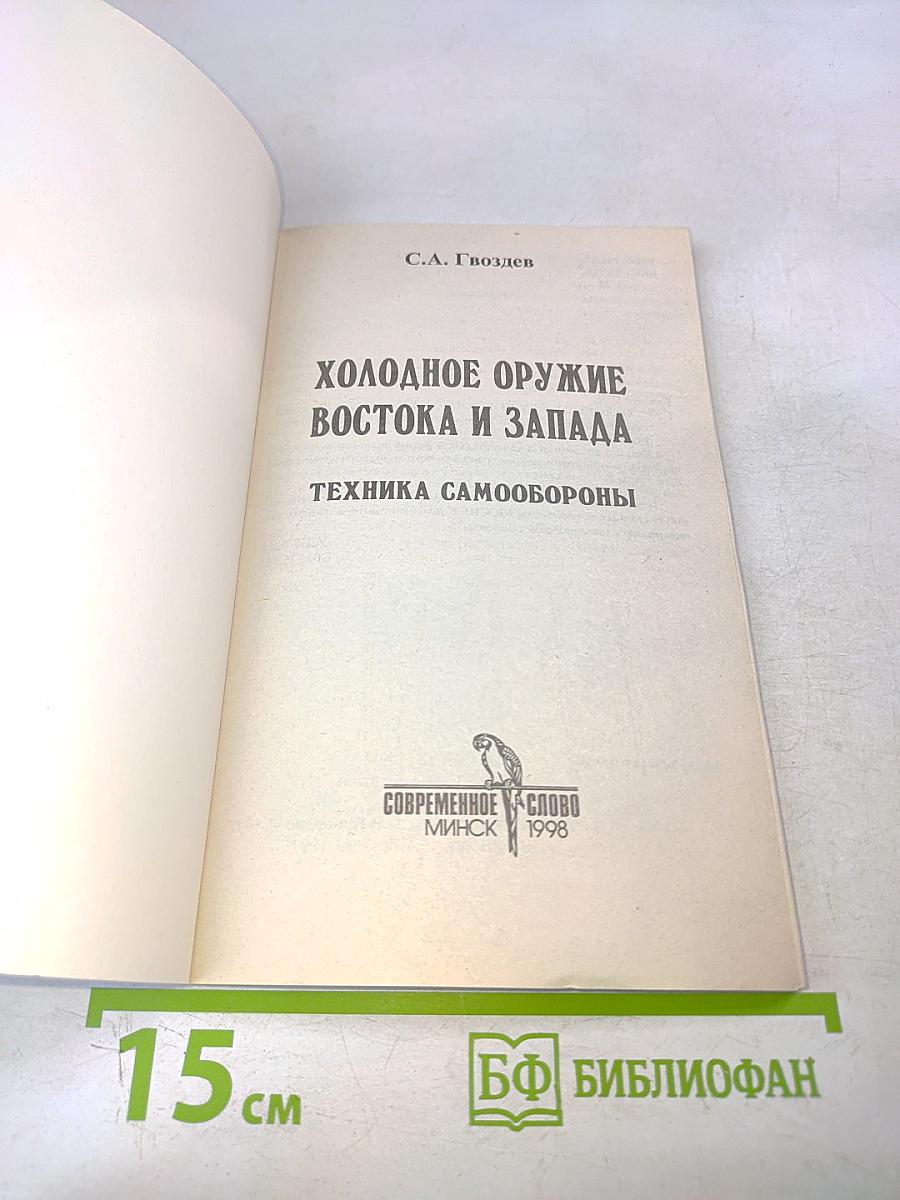 С.А. Гвоздев
ХОЛОДНОЕ ОРУЖИЕ
ВОСТОКА И ЗАПАДА
ТЕХНИКА САМООБОРОНЫ
СОВРЕМЕННОЕ СЛОВО
МИНСК 1998
15 см
БФ БИБЛИОФАН